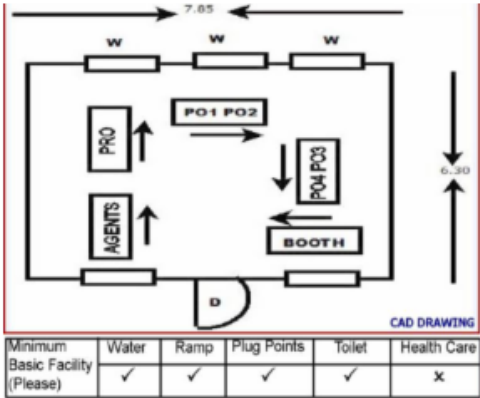 7.85
W W W
PO1 PO2
PRO
PO4 PO3
6.30
AGENTS
BOOTH
D
CAD DRAWING
Minimum Basic Facility (Please) Water Ramp Plug Points Toilet Health Care
✓ ✓ ✓ ✓ x